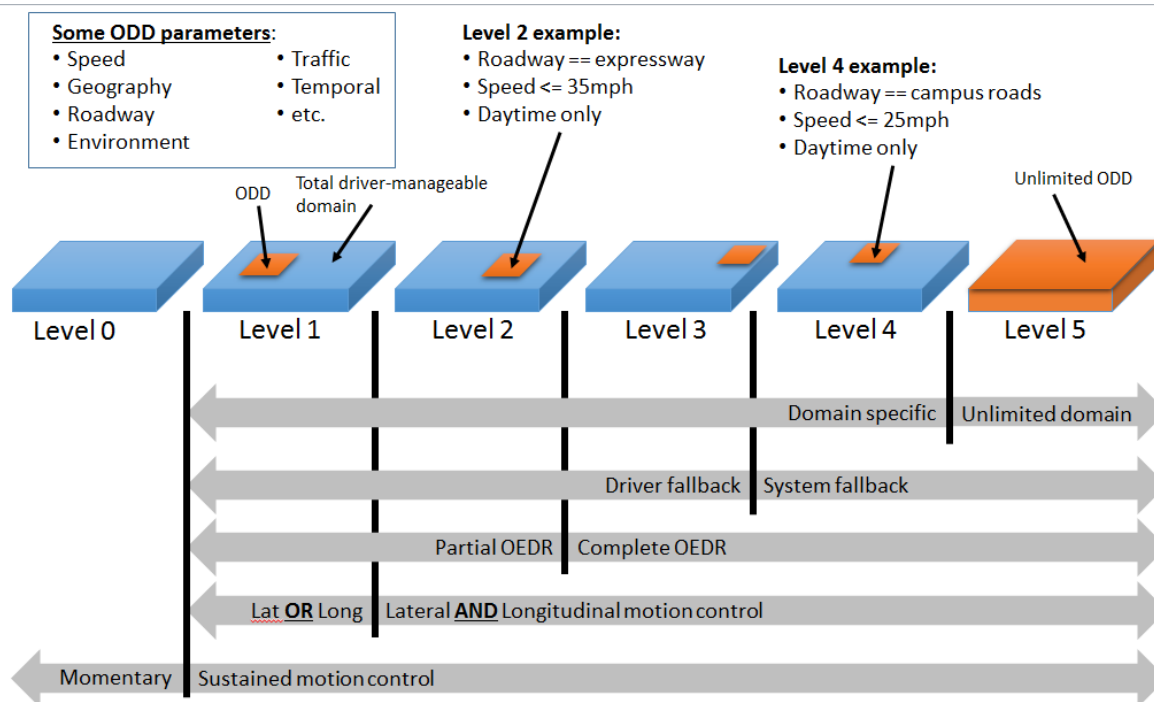 Some ODD parameters:
• Speed
• Geography
• Roadway
• Environment
• Traffic
• Temporal
• etc.
Level 2 example:
• Roadway == expressway
• Speed <= 35mph
• Daytime only
Level 4 example:
• Roadway == campus roads
• Speed <= 25mph
• Daytime only
ODD
Total driver-manageable
domain
Unlimited ODD
Level 0
Level 1
Level 2
Level 3
Level 4
Level 5
Domain specific
Unlimited domain
Driver fallback
System fallback
Partial OEDR
Complete OEDR
Lat OR Long
Lateral AND Longitudinal motion control
Momentary
Sustained motion control